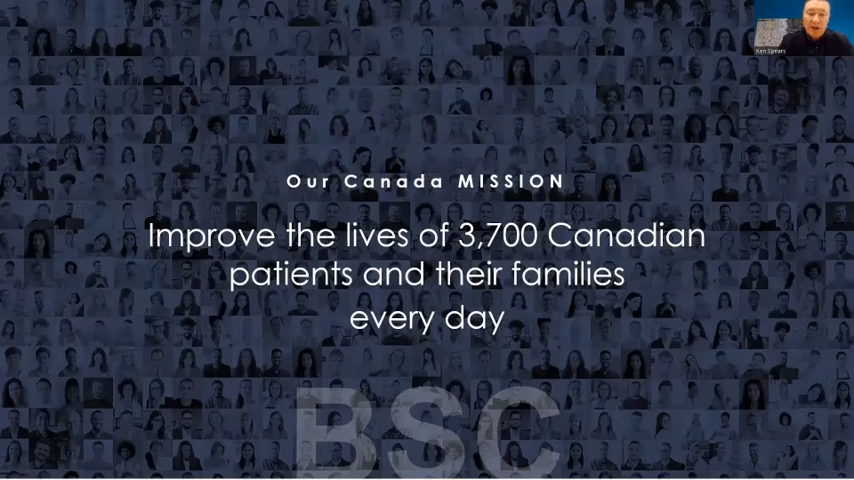 Ken Spears
Our Canada MISSION
Improve the lives of 3,700 Canadian
patients and their families
every day
BSC